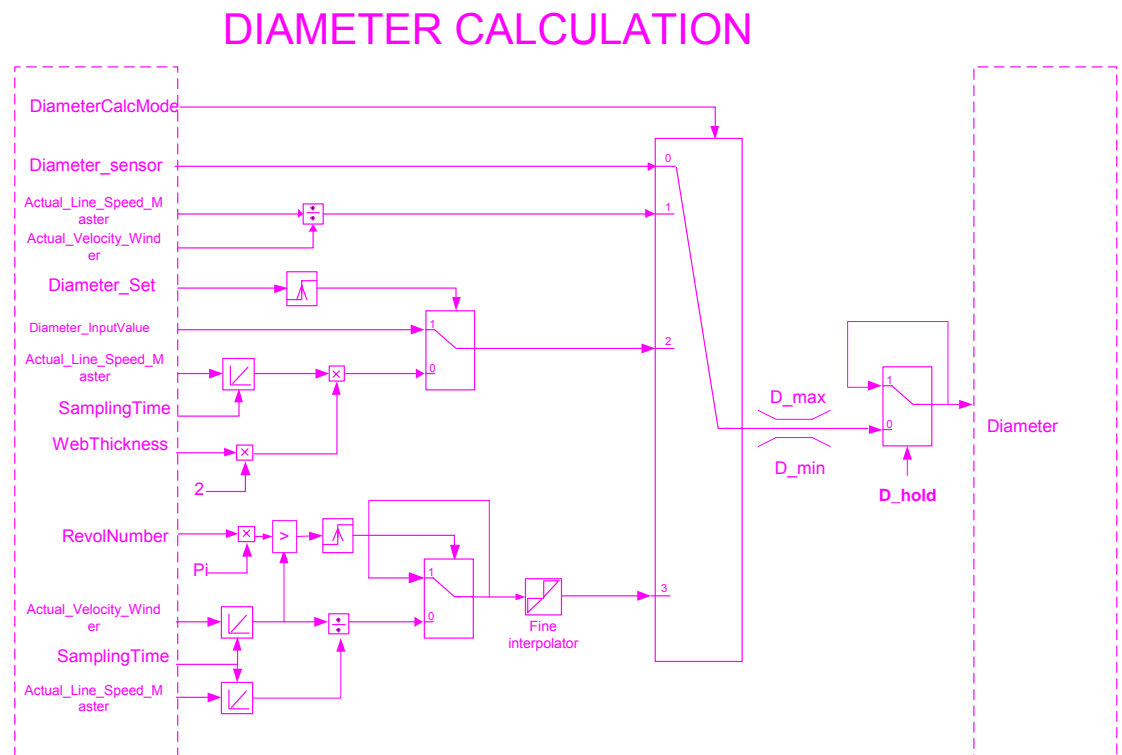 DIAMETER CALCULATION
DiameterCalcMode
Diameter_sensor
0
Actual_Line_Speed_M
aster
1
Actual_Velocity_Wind
er
Diameter_Set
Diameter_InputValue
1
2
Actual_Line_Speed_M
aster
0
SamplingTime
WebThickness
2
D_max
1
0
Diameter
D_min
D_hold
RevolNumber
Pi
1
3
Actual_Velocity_Wind
er
0
Fine
interpolator
SamplingTime
Actual_Line_Speed_M
aster